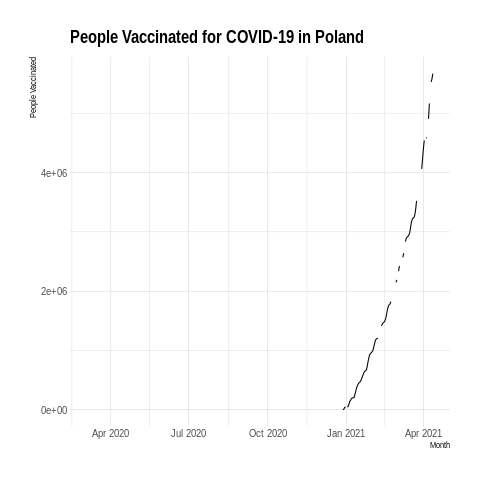 People Vaccinated for COVID-19 in Poland
People Vaccinated
4e+06
2e+06
0e+00
Apr 2020 Jul 2020 Oct 2020 Jan 2021 Apr 2021
Month